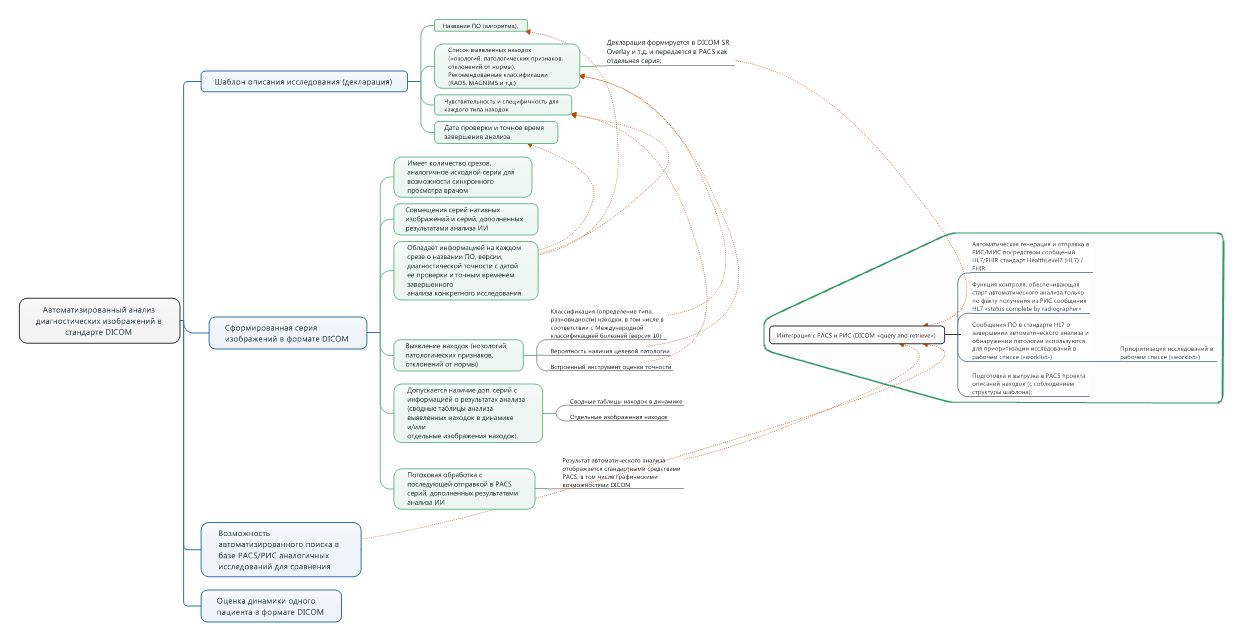 Автоматизированный анализ
диагностических изображений в
стандарте DICOM
Шаблон описания исследования (декларация)
Название ПО (алгоритма),
Список выявленных находок
(нозологий, патологических признаков,
отклонений от нормы).
Рекомендованные классификации
(RADS, MAGNIMS и т.д.)
Декларация формируется в DICOM SR,
Overlay и т.д. и передается в PACS как
отдельная серия;
Чувствительность и специфичность для
каждого типа находок
Дата проверки и точное время
завершения анализа
Сформированная серия
изображений в формате DICOM
Имеет количество срезов,
аналогичное исходной серии для
возможности синхронного
просмотра врачом
Совмещения серий нативных
изображений и серий, дополненных
результатами анализа ИИ
Обладает информацией на каждом
срезе о названии ПО, версии,
диагностической точности с датой
ее проверки и точным временем
завершенного
анализа конкретного исследования
Выявление находок (нозологий,
патологических признаков,
отклонений от нормы)
Классификация (определение типа,
разновидности) находки, в том числе в
соответствии с Международной
классификацией болезней (версия 10)
Вероятность наличия целевой патологии
Встроенный инструмент оценки точности
Допускается наличие доп. серий с
информацией о результатах анализа
(сводные таблицы анализа
выявленных находок в динамике
и/или
отдельные изображения находок).
Сводные таблицы находок в динамике
Отдельные изображения находок
Потоковая обработка с
последующей отправкой в PACS
серий, дополненных результатами
анализа ИИ
Результат автоматического анализа
отображается стандартными средствами
PACS, в том числе графическими
возможностями DICOM
Возможность
автоматизированного поиска в
базе PACS/РИС аналогичных
исследований для сравнения
Оценка динамики одного
пациента в формате DICOM
Интеграция с PACS и РИС (DICOM «query and retrieve»)
Автоматическая генерация и отправка в
РИС/МИС посредством сообщений
HL7/FHIR стандарт HealthLevel7 (HL7) /
FHIR
Функция контроля, обеспечивающая
старт автоматического анализа только
по факту получения из РИС сообщения
HL7 «status complete by radiographer»
Сообщения ПО в стандарте HL7 о
завершении автоматического анализа и
обнаружении патологии используются
для приоритизации исследований в
рабочем списке («worklist»)
Приоритизация исследований в
рабочем списке («worklist»)
Подготовка и выгрузка в PACS проекта
описаний находок (с соблюдением
структуры шаблона);